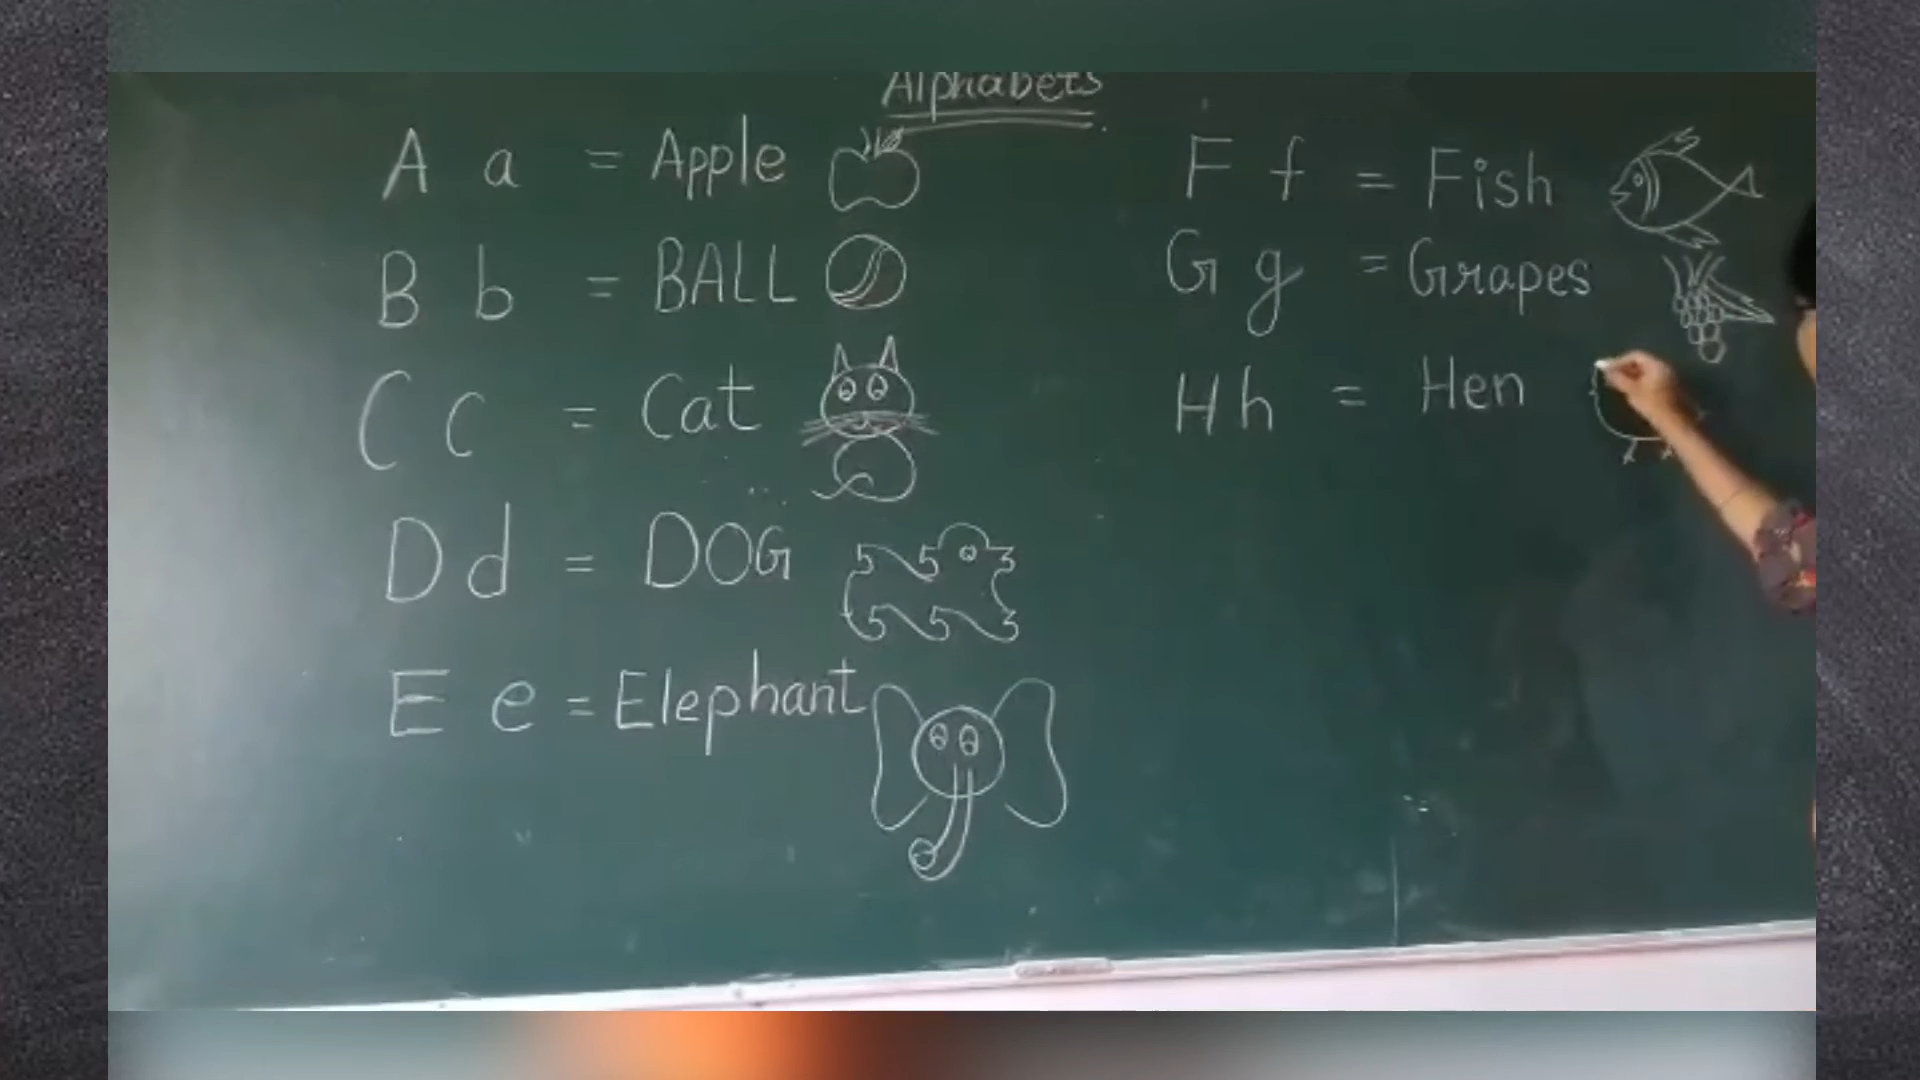 Alphabets
A a = Apple
B b = BALL
C c = Cat
D d = DOG
E e = Elephant
F f = Fish
G g = Grapes
H h = Hen